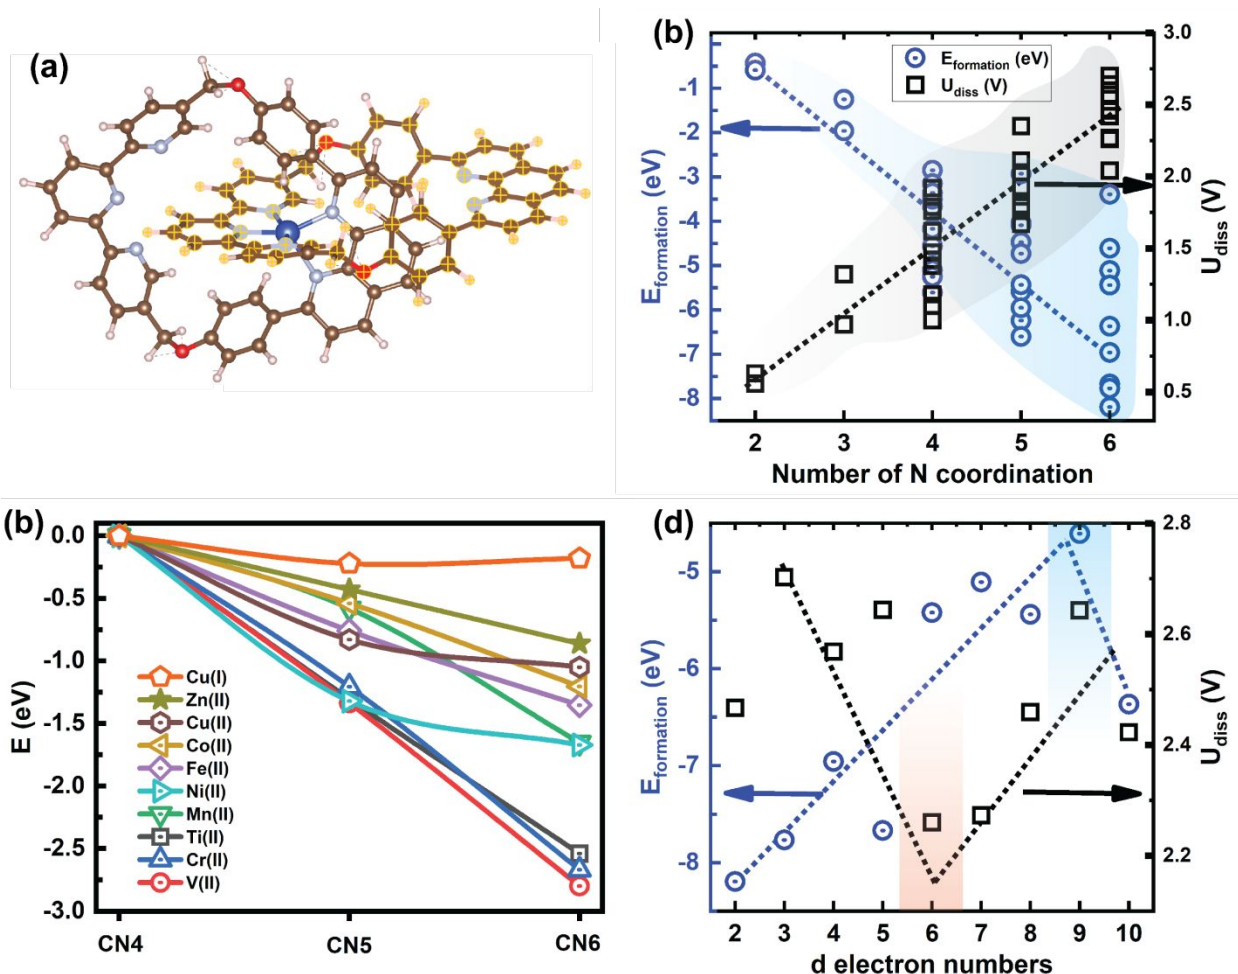 (a)
(b)
E_formation (eV)
U_diss (V)
-1
-2
-3
-4
-5
-6
-7
-8
E_formation (eV)
3.0
2.5
2.0
1.5
1.0
0.5
U_diss (V)
2 3 4 5 6
Number of N coordination
(b)
0.0
-0.5
-1.0
-1.5
-2.0
-2.5
-3.0
E (eV)
Cu(I)
Zn(II)
Cu(II)
Co(II)
Fe(II)
Ni(II)
Mn(II)
Ti(II)
Cr(II)
V(II)
CN4 CN5 CN6
(d)
-5
-6
-7
-8
E_formation (eV)
2.8
2.6
2.4
2.2
U_diss (V)
2 3 4 5 6 7 8 9 10
d electron numbers